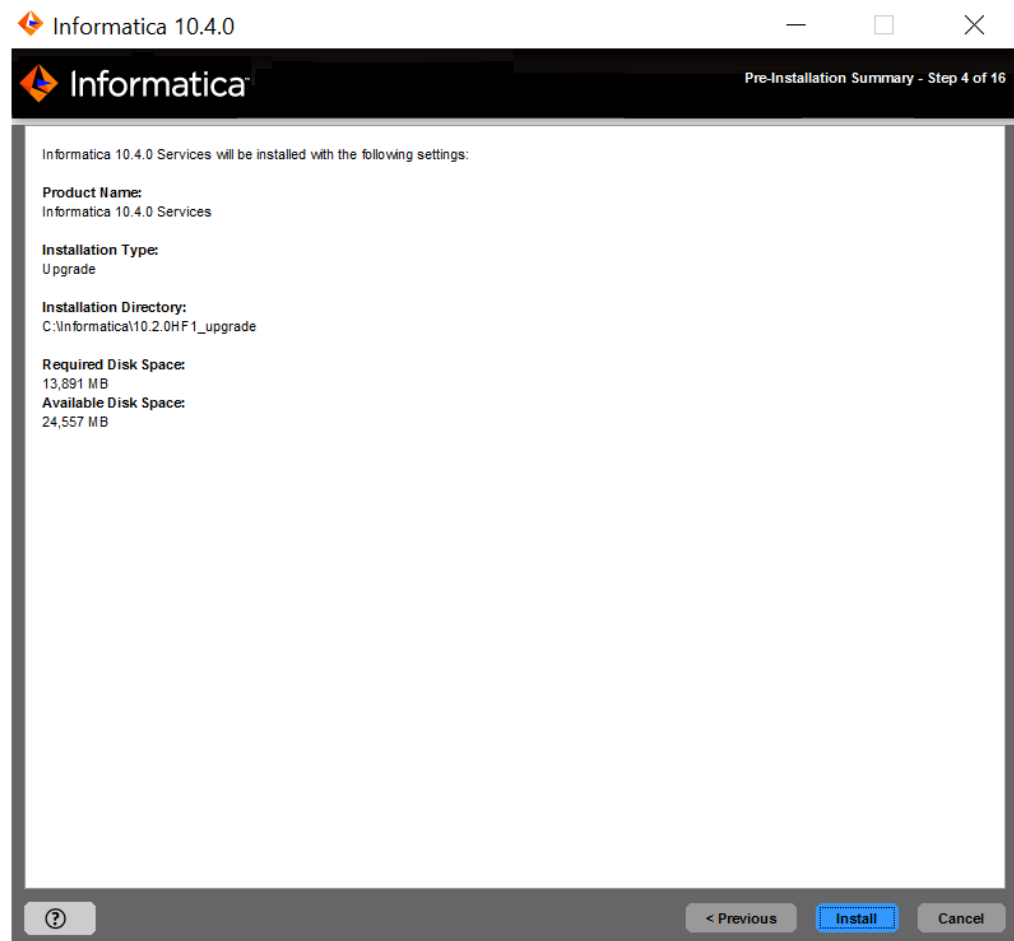 Informatica 10.4.0
Informatica
Pre-Installation Summary - Step 4 of 16
Informatica 10.4.0 Services will be installed with the following settings:
Product Name:
Informatica 10.4.0 Services
Installation Type:
Upgrade
Installation Directory:
C:\Informatica\10.2.0HF1_upgrade
Required Disk Space:
13,891 MB
Available Disk Space:
24,557 MB
?
< Previous
Install
Cancel